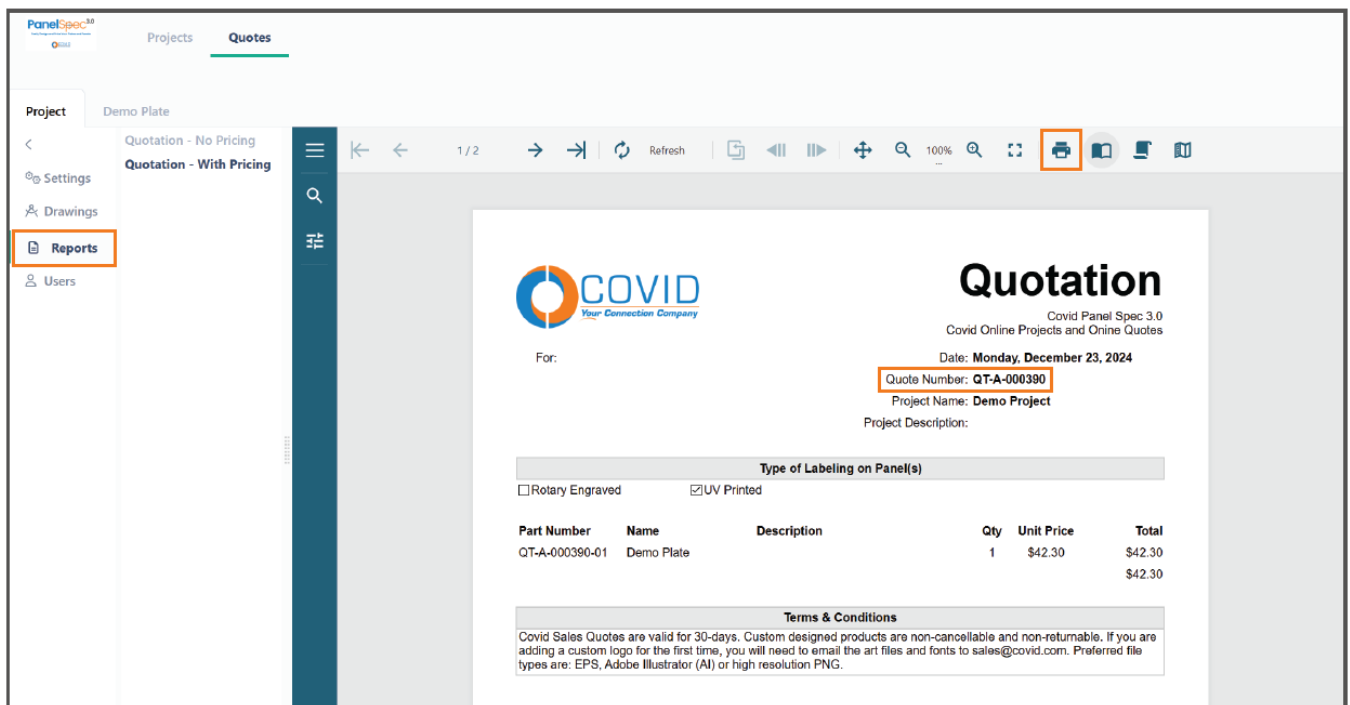 PanelSpec 3.0
Projects
Quotes
Project
Demo Plate
Quotation - No Pricing
Quotation - With Pricing
Settings
Drawings
Reports
Users
1 / 2
Refresh
100%
...
COVID
Your Connection Company
Quotation
Covid Panel Spec 3.0
Covid Online Projects and Onine Quotes
For:
Date: Monday, December 23, 2024
Quote Number: QT-A-000390
Project Name: Demo Project
Project Description:
Type of Labeling on Panel(s)
Rotary Engraved UV Printed
Part Number Name Description Qty Unit Price Total
QT-A-000390-01 Demo Plate 1 $42.30 $42.30
$42.30
Terms & Conditions
Covid Sales Quotes are valid for 30-days. Custom designed products are non-cancellable and non-returnable. If you are
adding a custom logo for the first time, you will need to email the art files and fonts to sales@covid.com. Preferred file
types are: EPS, Adobe Illustrator (AI) or high resolution PNG.